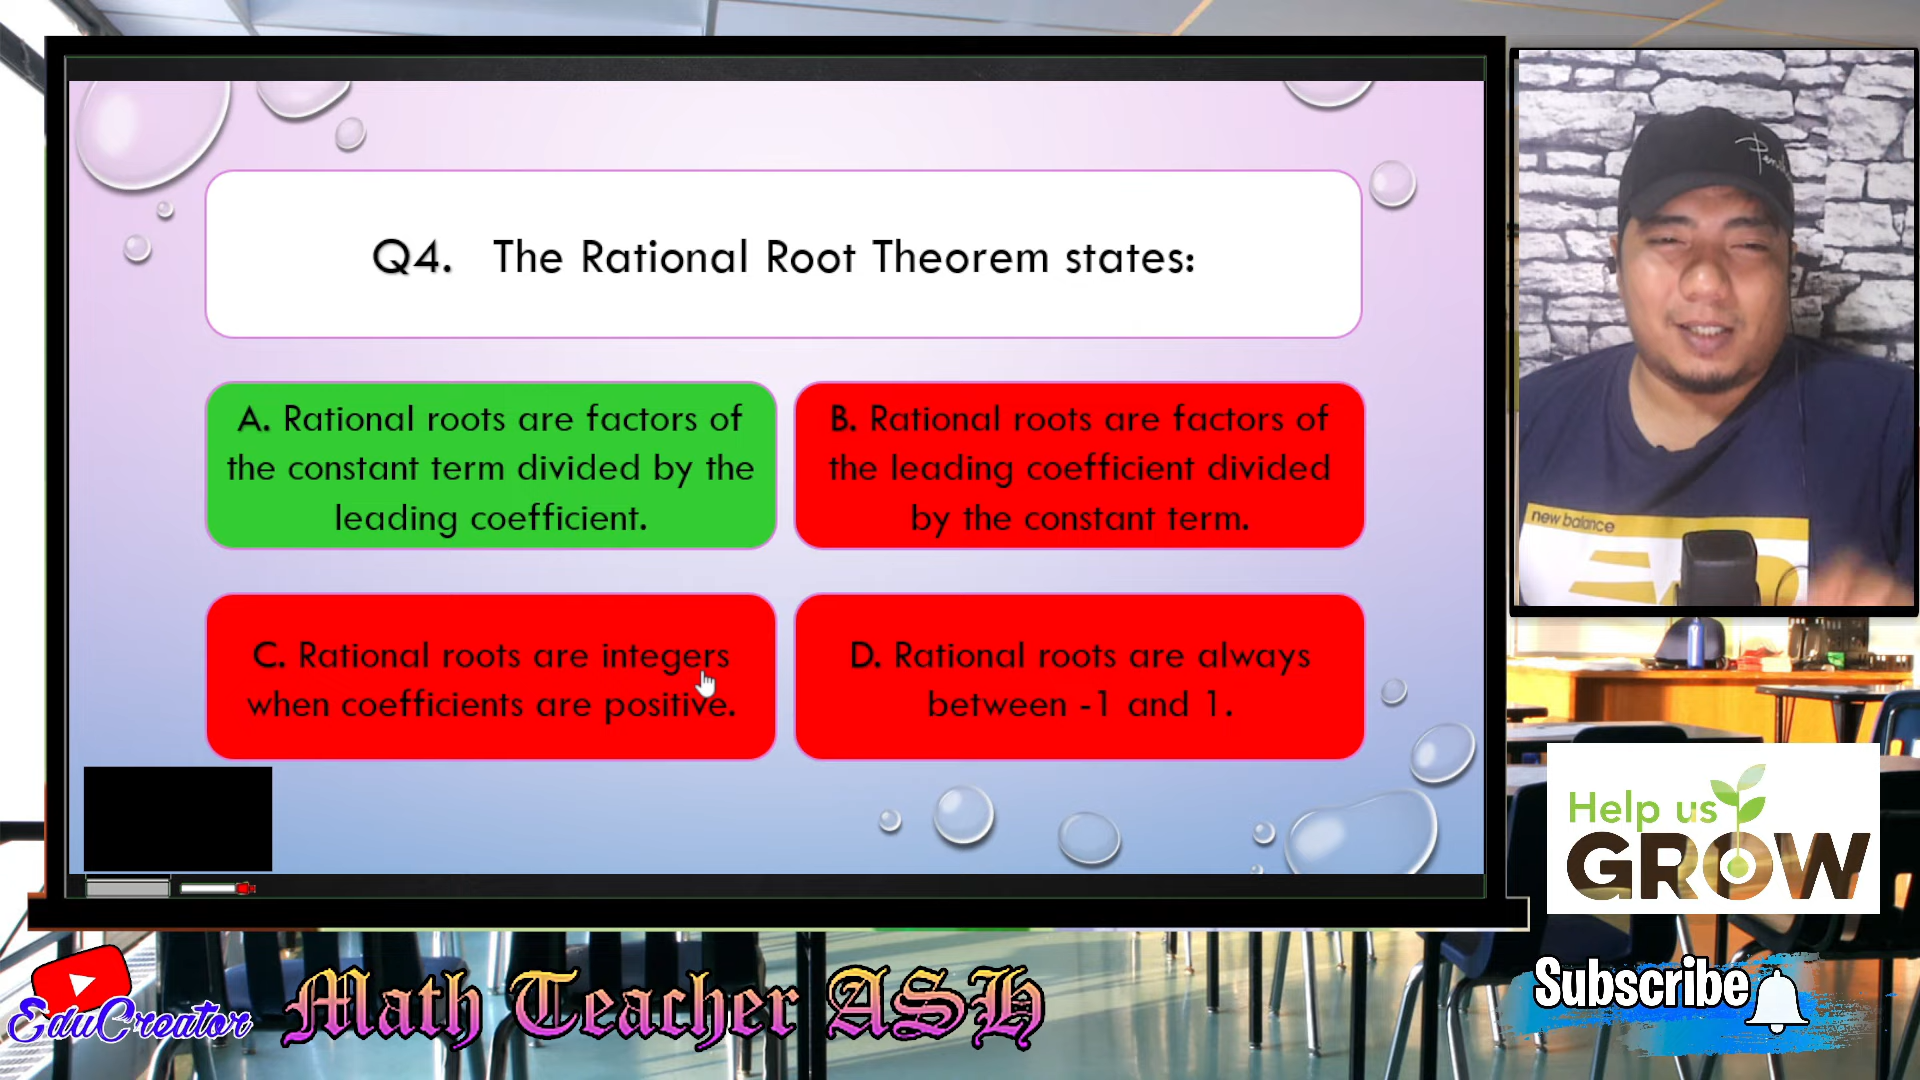 Q4. The Rational Root Theorem states:
A. Rational roots are factors of
the constant term divided by the
leading coefficient.
B. Rational roots are factors of
the leading coefficient divided
by the constant term.
C. Rational roots are integers
when coefficients are positive.
D. Rational roots are always
between -1 and 1.
new balance
Help us
GROW
EduCreator
Math Teacher ASH
Subscribe